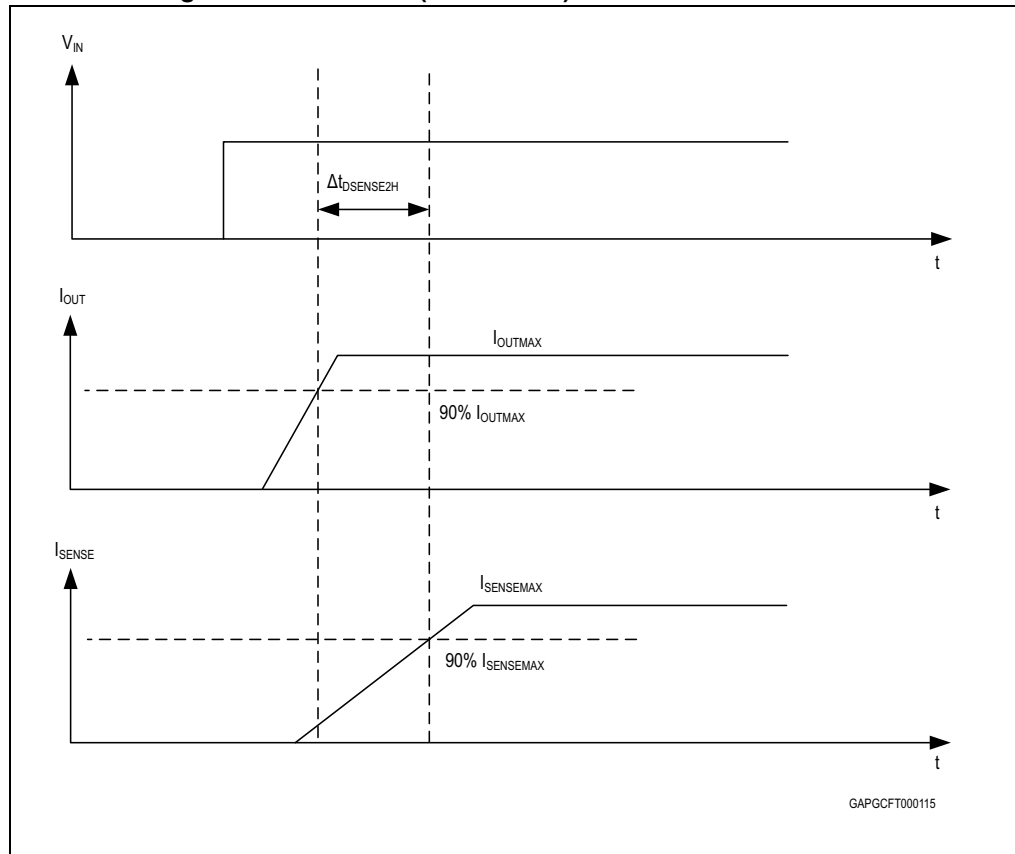 V_IN
Δt_DSENSE2H
t
I_OUT
I_OUTMAX
90% I_OUTMAX
t
I_SENSE
I_SENSEMAX
90% I_SENSEMAX
t
GAPGCFT000115